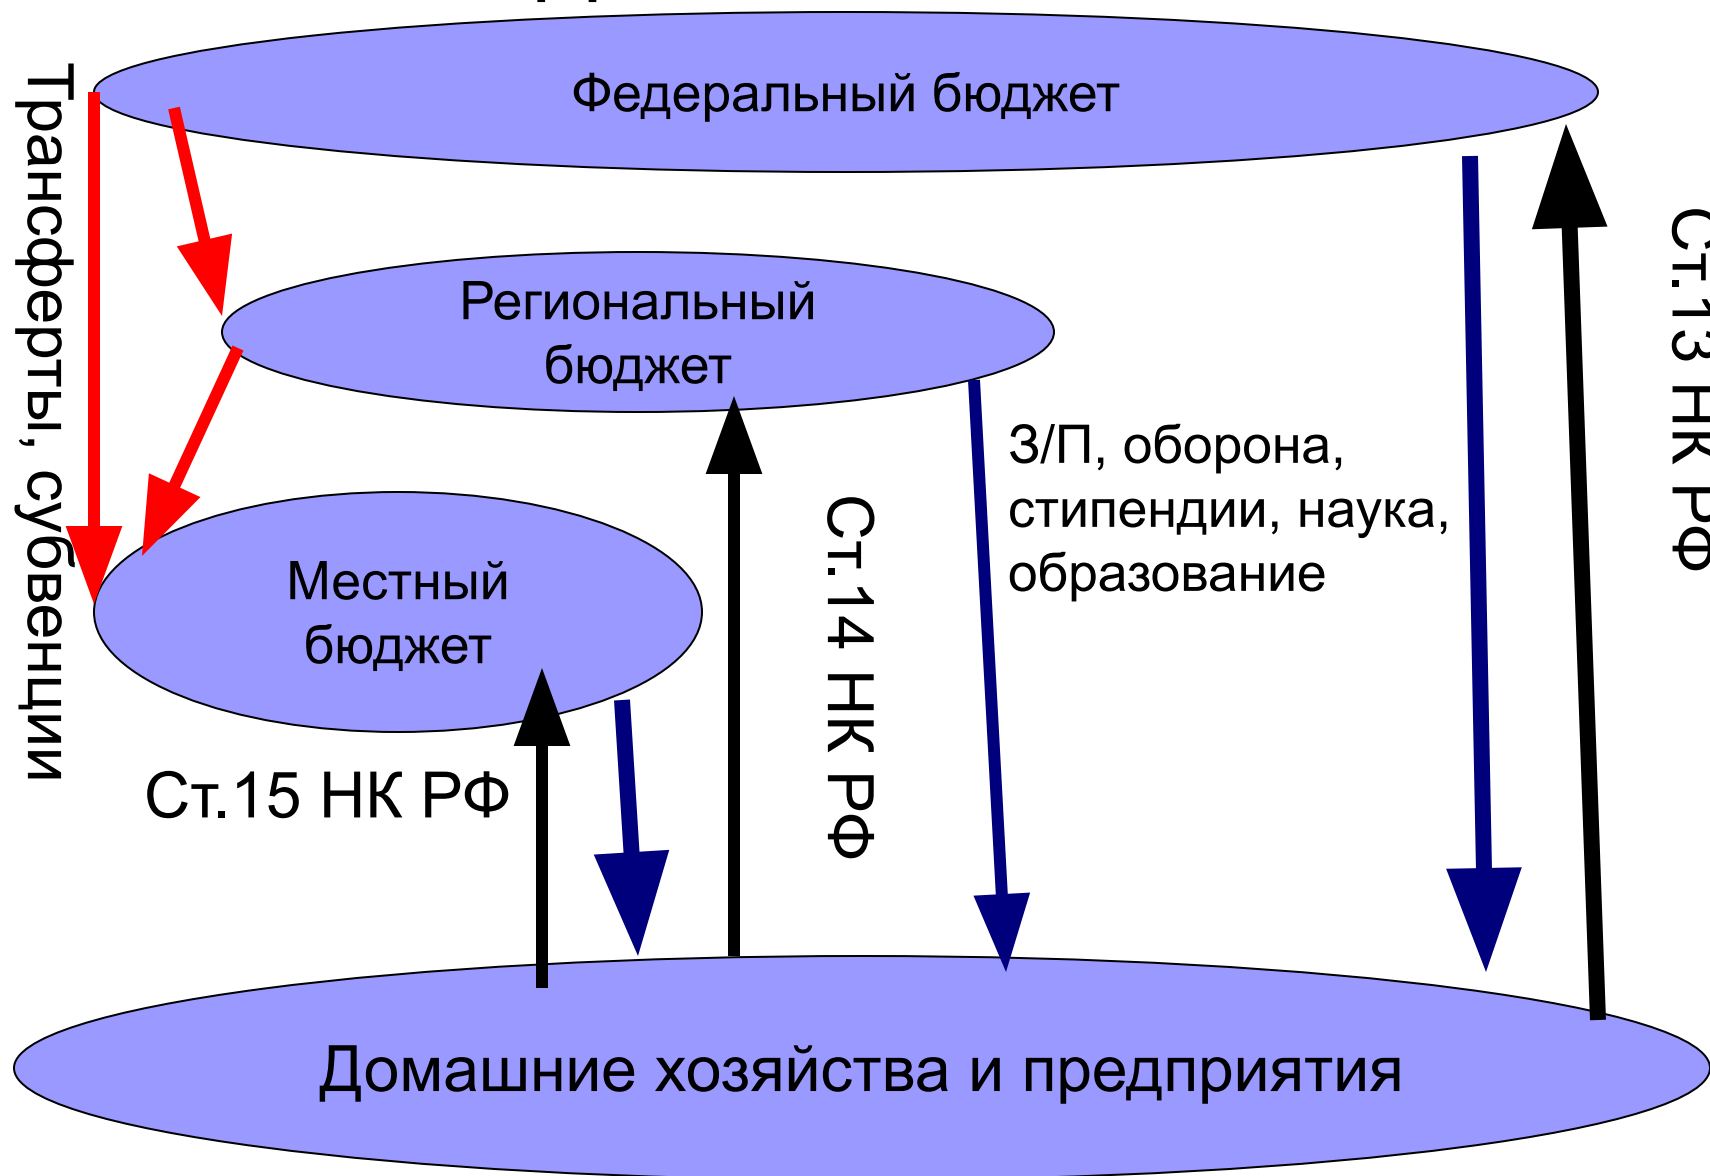 Федеральный бюджет
Трансферты, субвенции
Региональный
бюджет
З/П, оборона,
стипендии, наука,
образование
Ст.13 НК РФ
Ст.14 НК РФ
Местный
бюджет
Ст.15 НК РФ
Домашние хозяйства и предприятия